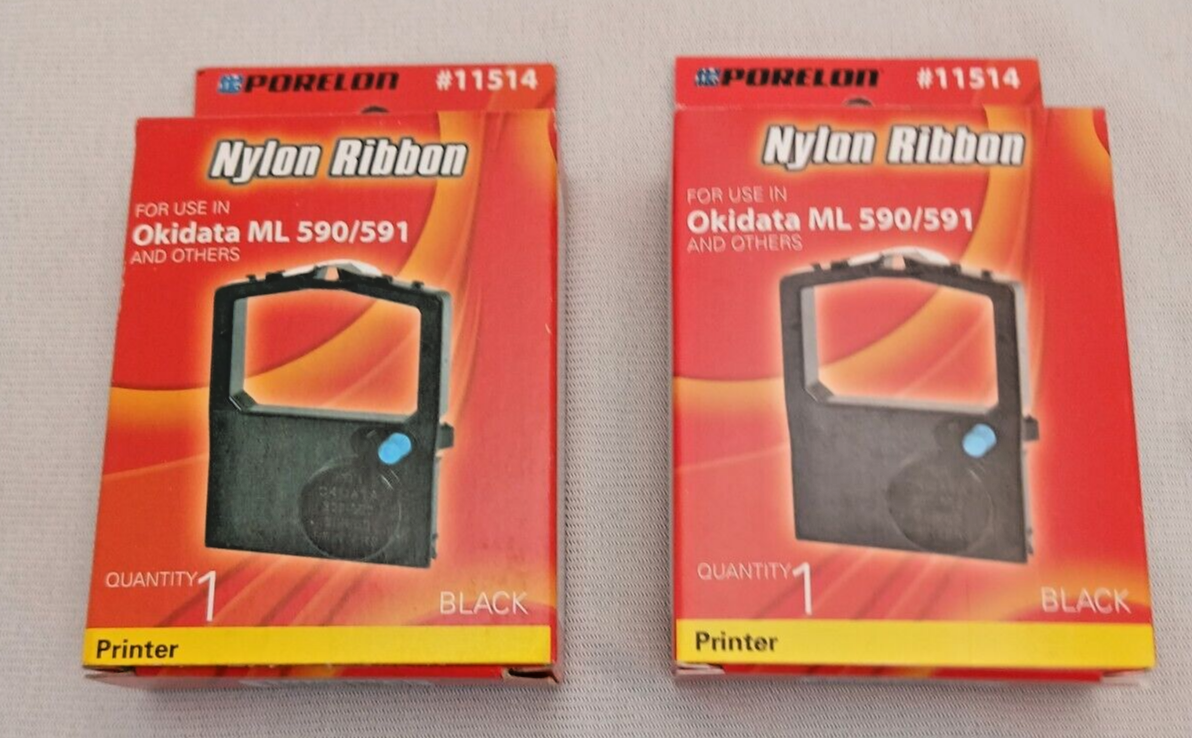 PORELON #11514
Nylon Ribbon
FOR USE IN
Okidata ML 590/591
AND OTHERS
QUANTITY 1
BLACK
Printer
PORELON #11514
Nylon Ribbon
FOR USE IN
Okidata ML 590/591
AND OTHERS
QUANTITY 1
BLACK
Printer